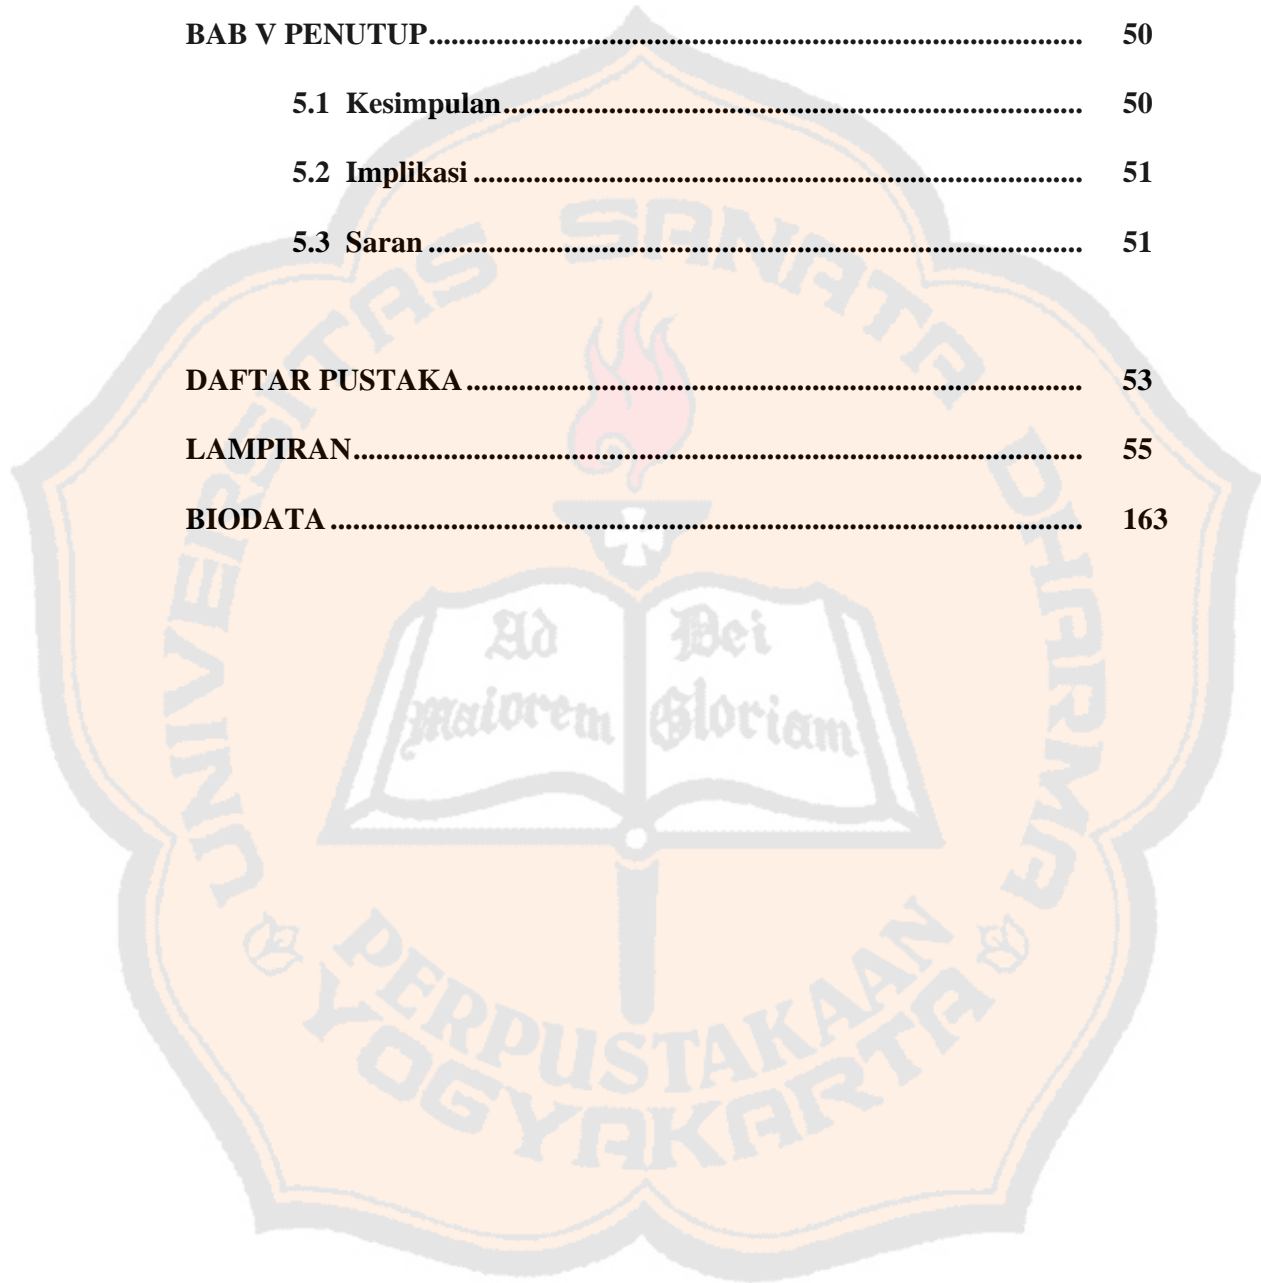 BAB V PENUTUP....................................................................................... 50
5.1 Kesimpulan............................................................................. 50
5.2 Implikasi ................................................................................. 51
5.3 Saran ....................................................................................... 51
DAFTAR PUSTAKA .................................................................................. 53
LAMPIRAN................................................................................................. 55
BIODATA .................................................................................................... 163
UNIVERSITAS SANATA DHARMA
Ad Dei
maiorem Gloriam
PERPUSTAKAAN
YOGYAKARTA